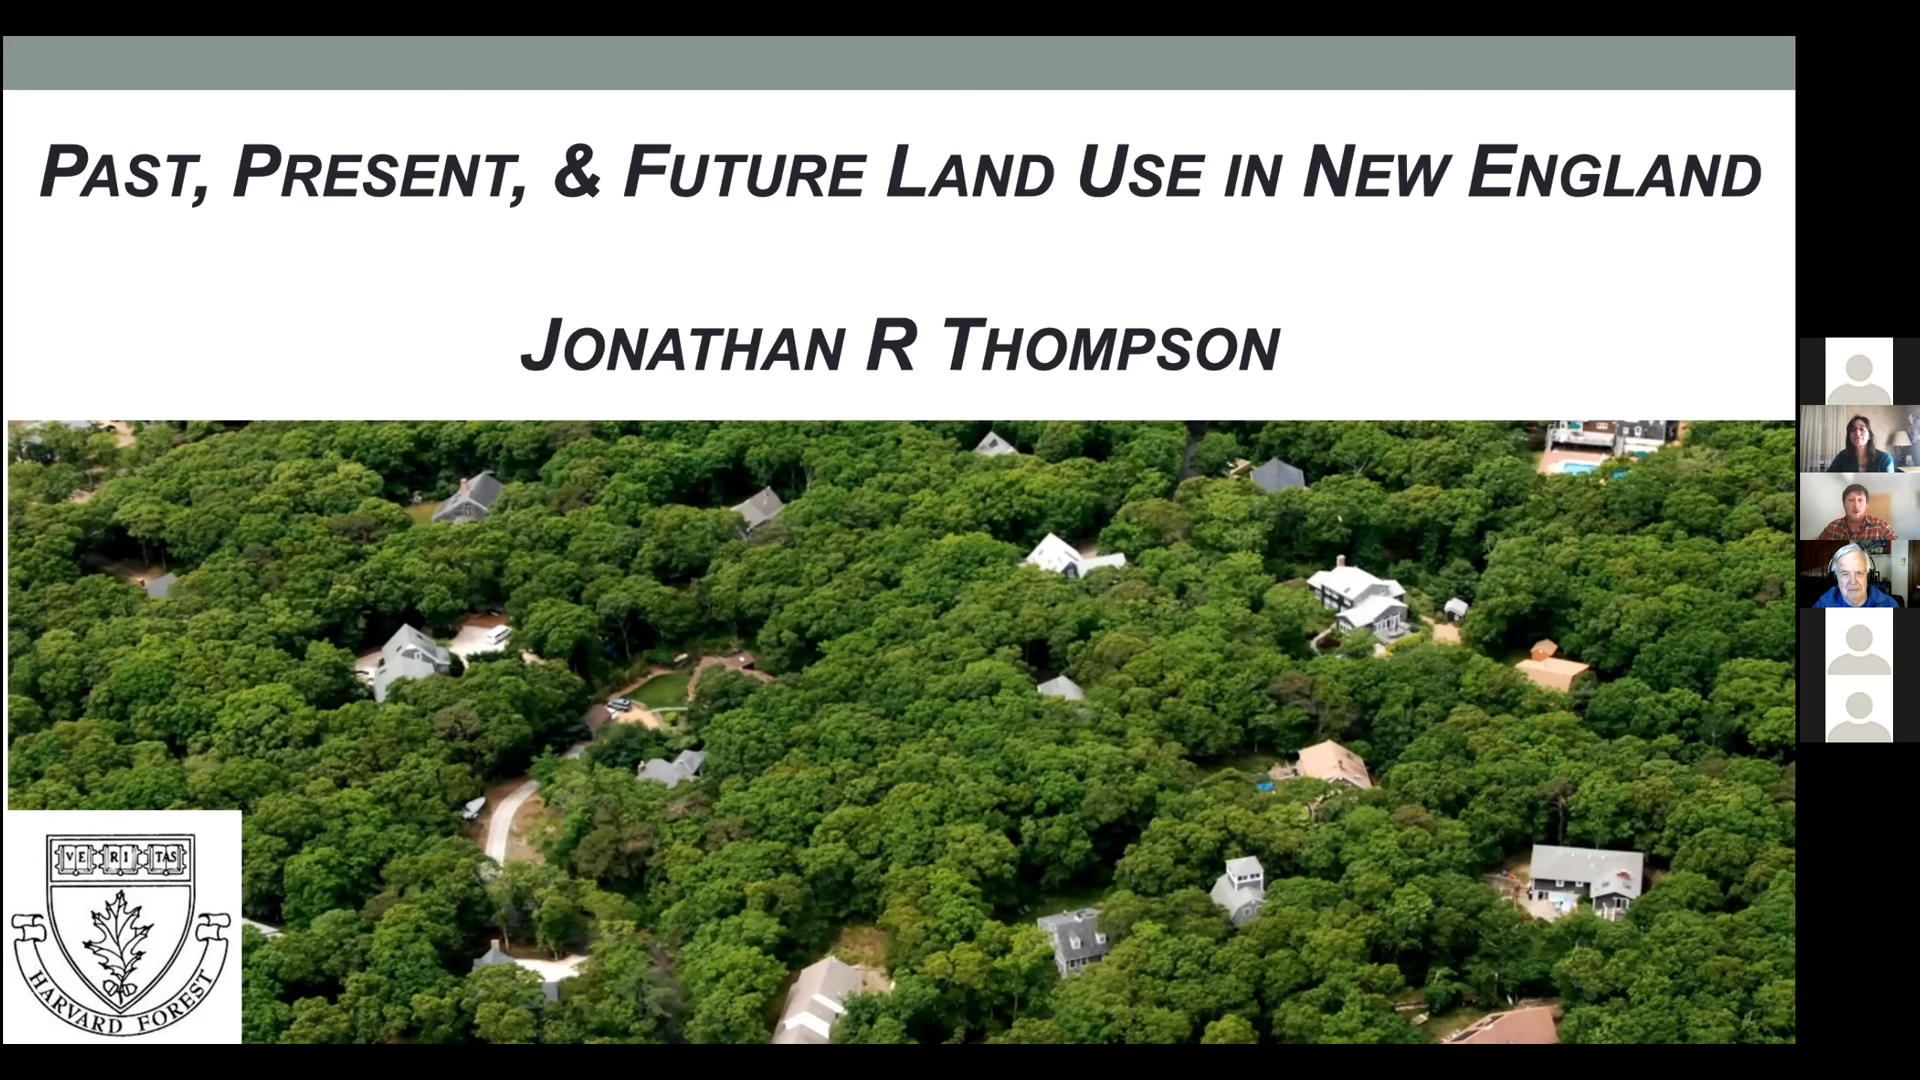 PAST, PRESENT, & FUTURE LAND USE IN NEW ENGLAND
JONATHAN R THOMPSON
VE RI TAS
HARVARD FOREST